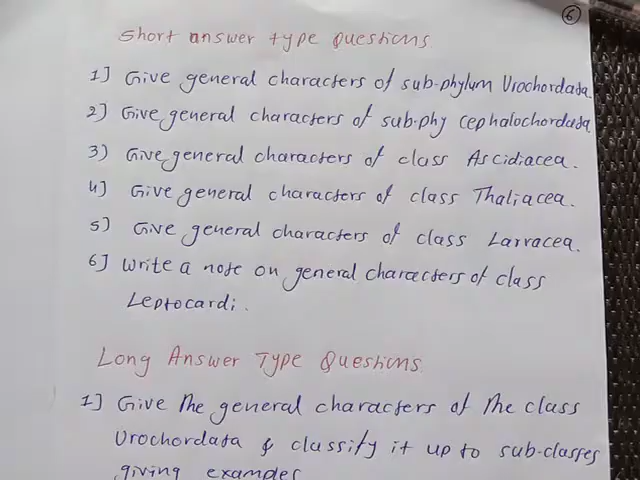 6
Short answer type Questions
1] Give general characters of sub-phylum Urochordata.
2) Give general characters of sub-phy Cephalochordata
3) Give general characters of class Ascidiacea.
4) Give general characters of class Thaliacea.
5) Give general characters of class Larvacea.
6] Write a note on general characters of class
Leptocardi.
Long Answer Type Questions
1] Give the general characters of the class
Urochordata & classify it up to sub-classes
giving examples